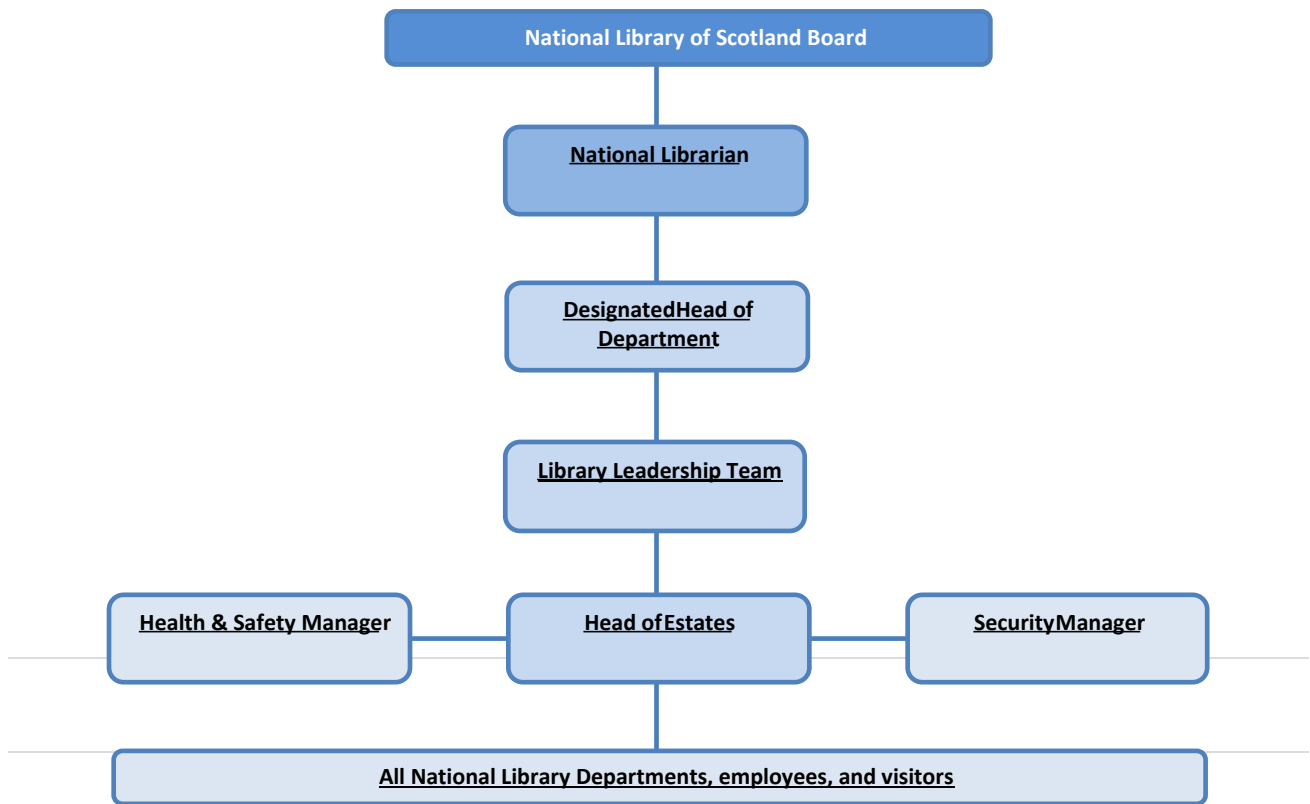 National Library of Scotland Board
National Librarian
DesignatedHead of
Department
Library Leadership Team
Health & Safety Manager
Head ofEstates
SecurityManager
All National Library Departments, employees, and visitors